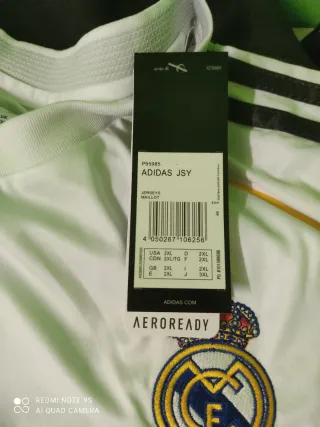 P95985
ADIDAS JSY
JERSEYS
MAILLOT
4 050267 106256
USA 2XL D 2XL
CDN 2XL/TG F 2XL
GB 2XL I 2XL
E 2XL J 3XL
ADIDAS.COM
AEROREADY
REDMI NOTE 9S
AI QUAD CAMERA